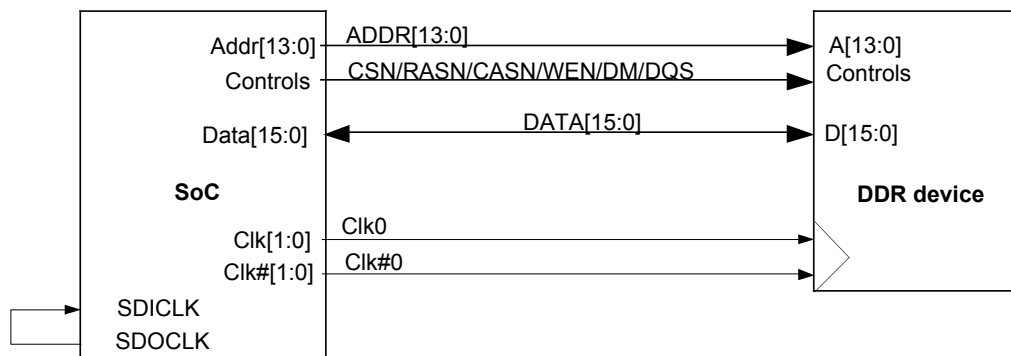 Addr[13:0] ADDR[13:0] A[13:0]
Controls CSN/RASN/CASN/WEN/DM/DQS Controls
Data[15:0] DATA[15:0] D[15:0]
SoC DDR device
Clk[1:0] Clk0
Clk#[1:0] Clk#0
SDICLK
SDOCLK